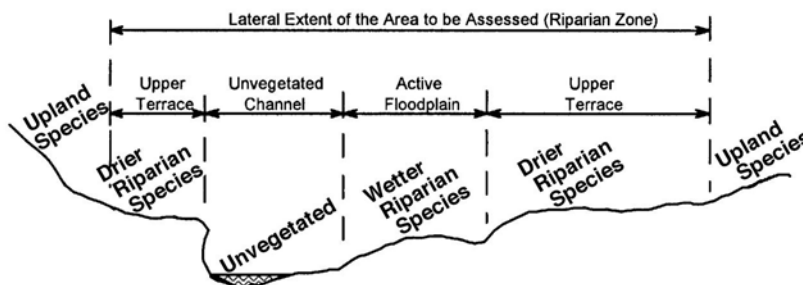 Lateral Extent of the Area to be Assessed (Riparian Zone)
Upper
Terrace
Unvegetated
Channel
Active
Floodplain
Upper
Terrace
Upland
Species
Drier
Riparian
Species
Unvegetated
Wetter
Riparian
Species
Drier
Riparian
Species
Upland
Species